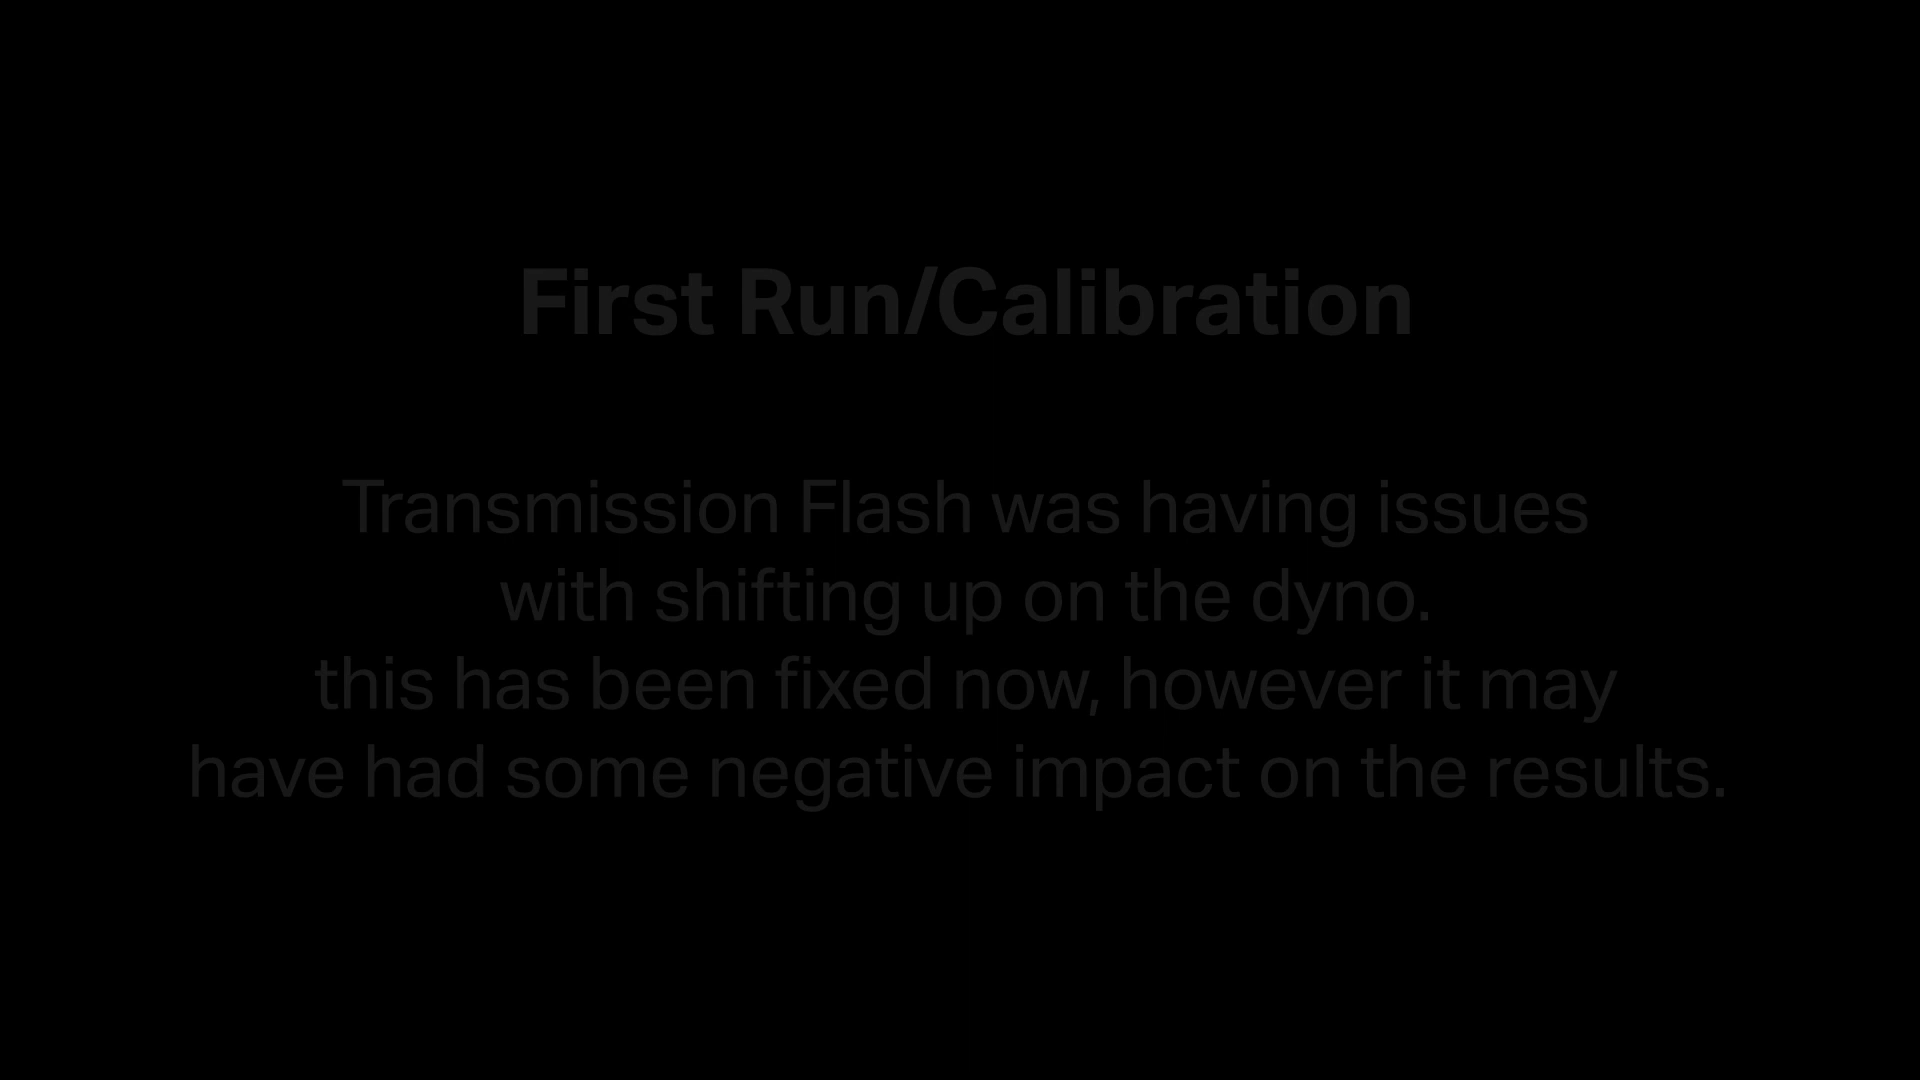 First Run/Calibration
Transmission Flash was having issues
with shifting up on the dyno.
this has been fixed now, however it may
have had some negative impact on the results.